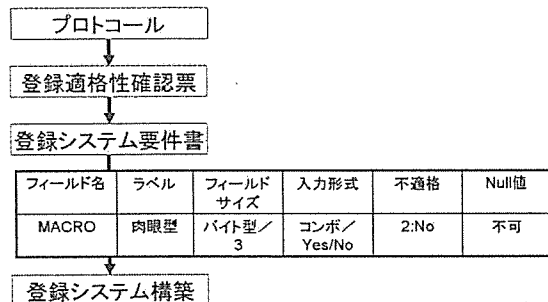 プロトコール
登録適格性確認票
登録システム要件書
フィールド名 ラベル フィールド 入力形式 不適格 Null値
サイズ
MACRO 肉眼型 バイト型／ コンボ／ 2:No 不可
3 Yes/No
登録システム構築